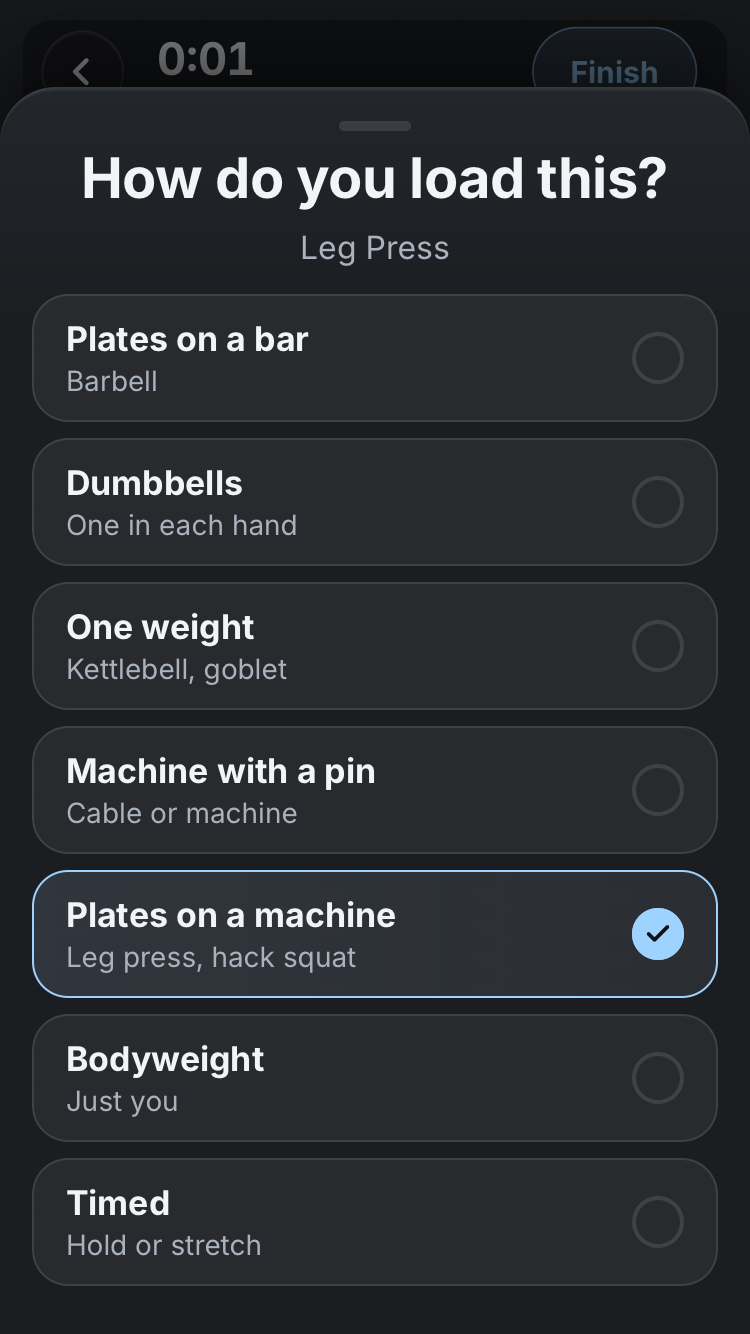 0:01
Finish
How do you load this?
Leg Press
Plates on a bar
Barbell
Dumbbells
One in each hand
One weight
Kettlebell, goblet
Machine with a pin
Cable or machine
Plates on a machine
Leg press, hack squat
Bodyweight
Just you
Timed
Hold or stretch